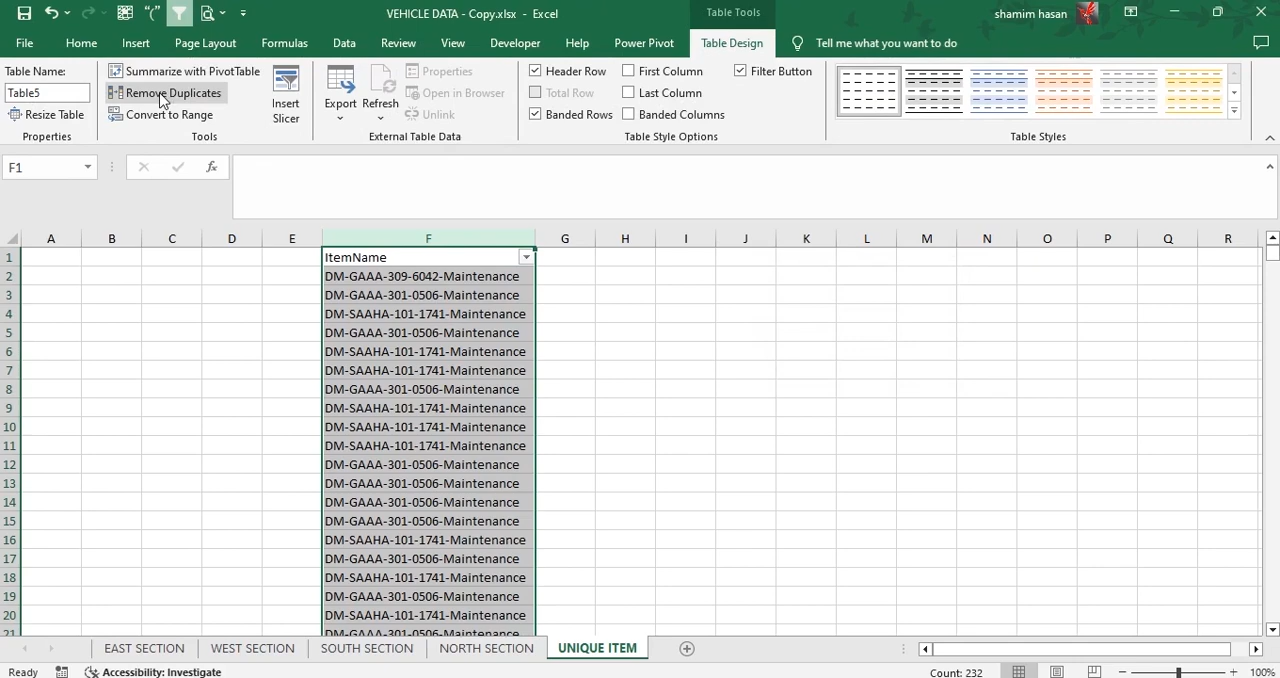 VEHICLE DATA - Copy.xlsx - Excel
Table Tools
shamim hasan
File Home Insert Page Layout Formulas Data Review View Developer Help Power Pivot Table Design Tell me what you want to do
Table Name:
Table5
Resize Table
Properties
Summarize with PivotTable
Remove Duplicates
Convert to Range
Tools
Insert
Slicer
Export
Refresh
Properties
Open in Browser
Unlink
External Table Data
Header Row First Column Filter Button
Total Row Last Column
Banded Rows Banded Columns
Table Style Options
Table Styles
F1
fx
A B C D E F G H I J K L M N O P Q R
1 ItemName
2 DM-GAAA-309-6042-Maintenance
3 DM-GAAA-301-0506-Maintenance
4 DM-SAAHA-101-1741-Maintenance
5 DM-GAAA-301-0506-Maintenance
6 DM-SAAHA-101-1741-Maintenance
7 DM-SAAHA-101-1741-Maintenance
8 DM-GAAA-301-0506-Maintenance
9 DM-SAAHA-101-1741-Maintenance
10 DM-SAAHA-101-1741-Maintenance
11 DM-SAAHA-101-1741-Maintenance
12 DM-GAAA-301-0506-Maintenance
13 DM-GAAA-301-0506-Maintenance
14 DM-GAAA-301-0506-Maintenance
15 DM-GAAA-301-0506-Maintenance
16 DM-SAAHA-101-1741-Maintenance
17 DM-GAAA-301-0506-Maintenance
18 DM-SAAHA-101-1741-Maintenance
19 DM-GAAA-301-0506-Maintenance
20 DM-SAAHA-101-1741-Maintenance
21 DM-GAAA-301-0506-Maintenance
EAST SECTION WEST SECTION SOUTH SECTION NORTH SECTION UNIQUE ITEM
Ready Accessibility: Investigate Count: 232 100%